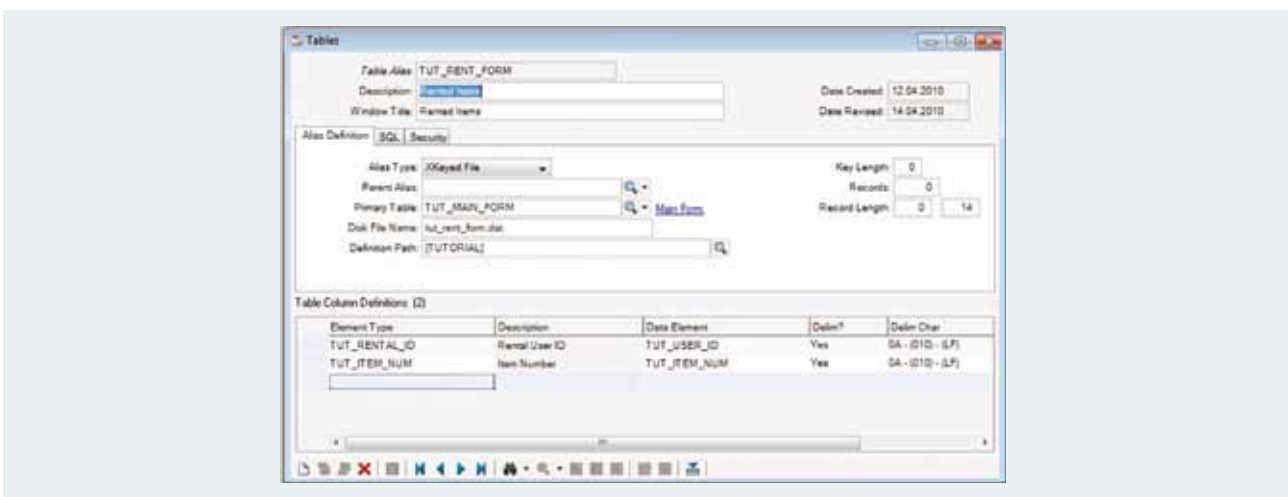 Tables
Table Alias: TUT_RENT_FORM
Description: Rented Items
Date Created: 12.04.2010
Window Title: Rented Items
Date Revised: 14.04.2010
Alias Definition SQL Security
Alias Type: XKeyed File
Key Length: 0
Parent Alias:
Records: 0
Primary Table: TUT_MAIN_FORM Main Form
Record Length: 0 14
Disk File Name: tut_rent_form.dat
Definition Path: [TUTORIAL]
Table Column Definitions (2)
Element Type Description Data Element Delim? Delim Char
TUT_RENTAL_ID Rental User ID TUT_USER_ID Yes 0A - (010) - (LF)
TUT_ITEM_NUM Item Number TUT_ITEM_NUM Yes 0A - (010) - (LF)